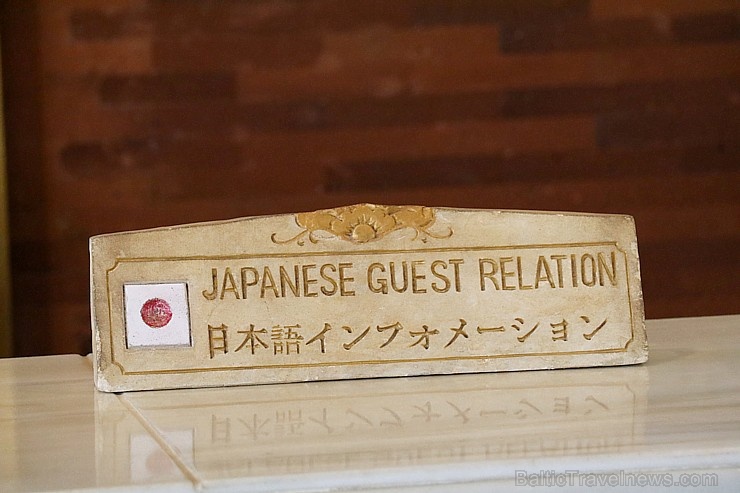 JAPANESE GUEST RELATION
日本語インフォメーション
BalticTravelnews.com